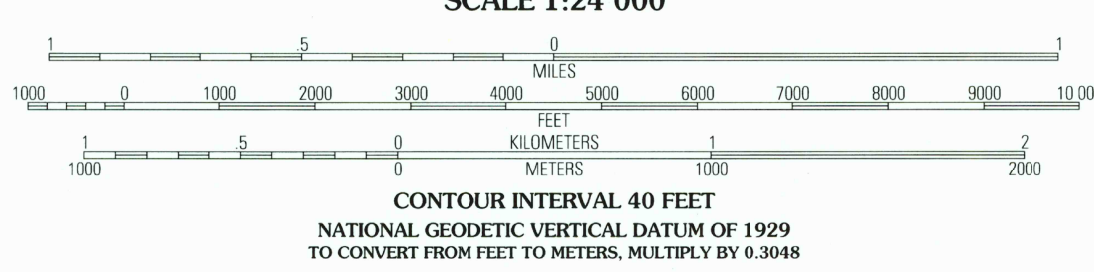 SCALE 1:24 000
1 .5 0 1
MILES
1000 0 1000 2000 3000 4000 5000 6000 7000 8000 9000 10 00
FEET
1 .5 0 KILOMETERS 1 2
1000 0 METERS 1000 2000
CONTOUR INTERVAL 40 FEET
NATIONAL GEODETIC VERTICAL DATUM OF 1929
TO CONVERT FROM FEET TO METERS, MULTIPLY BY 0.3048